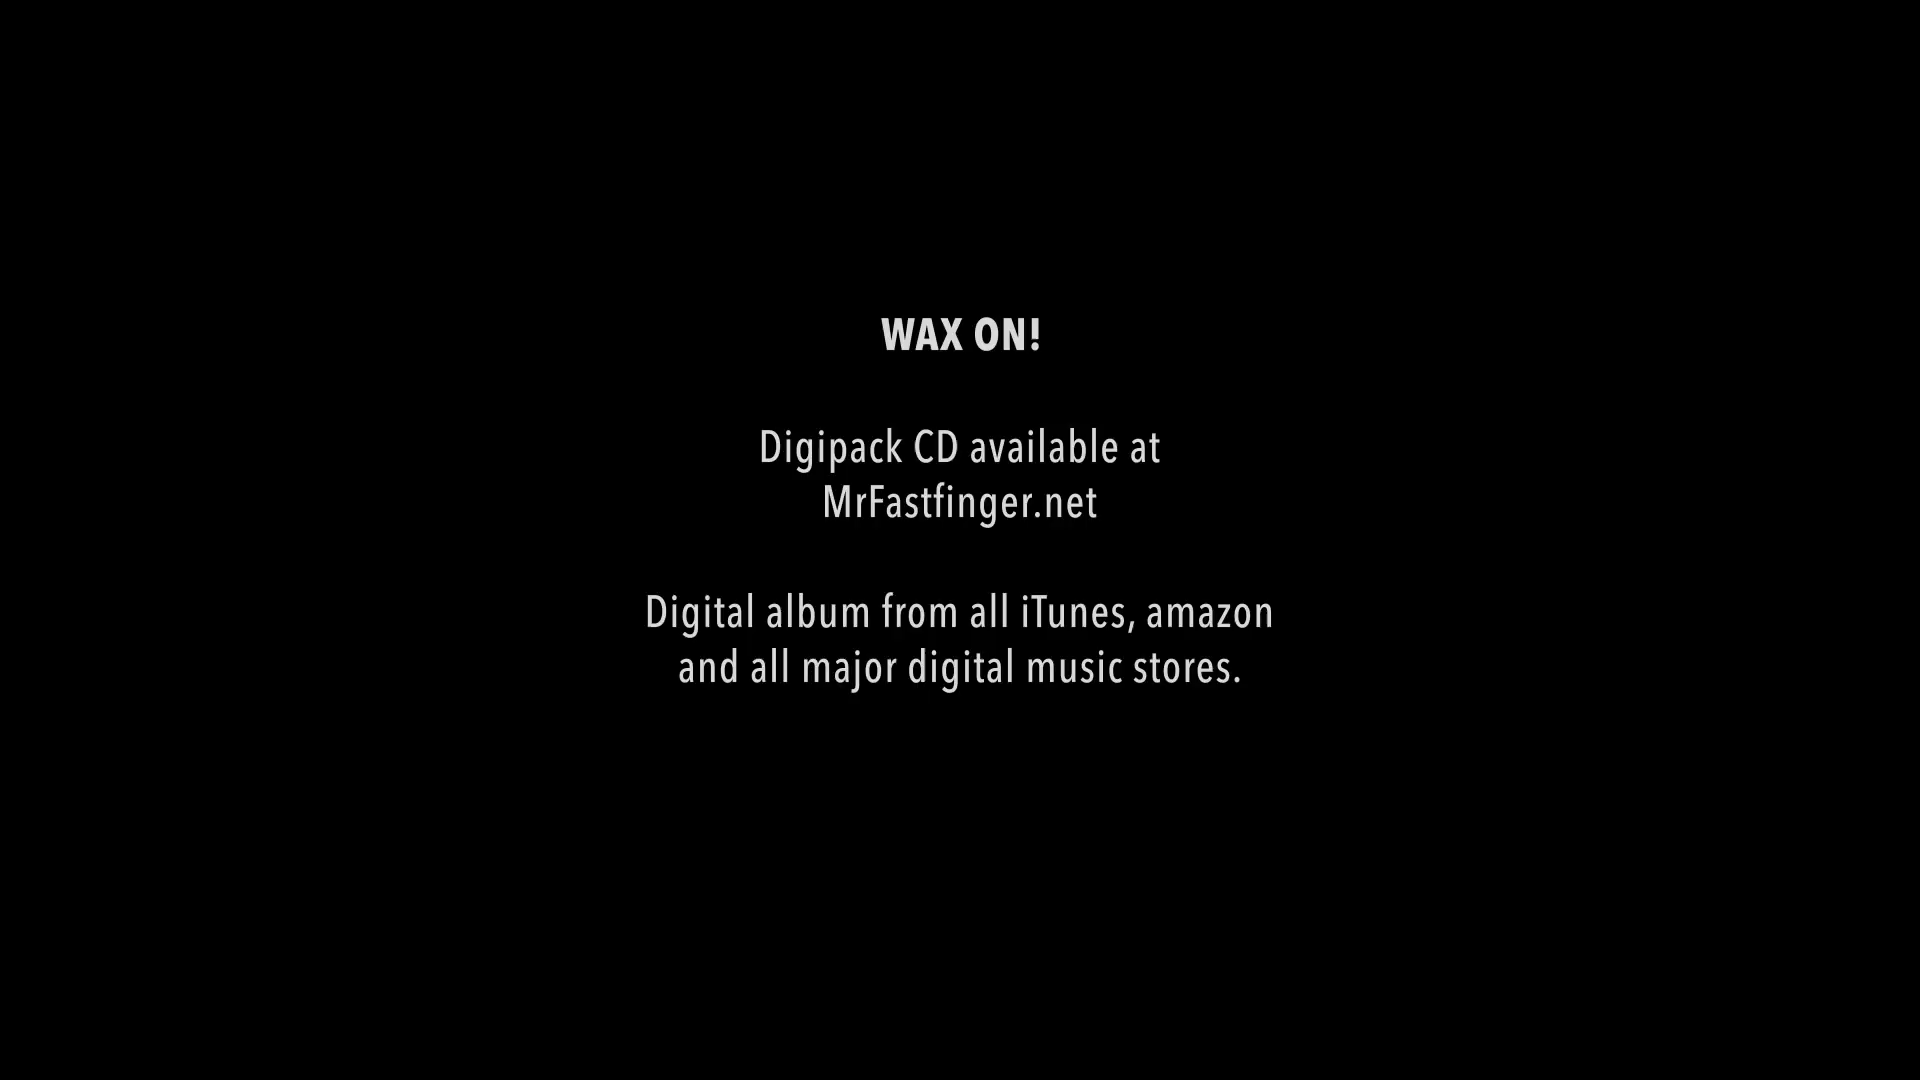 WAX ON!
Digipack CD available at
MrFastfinger.net
Digital album from all iTunes, amazon
and all major digital music stores.